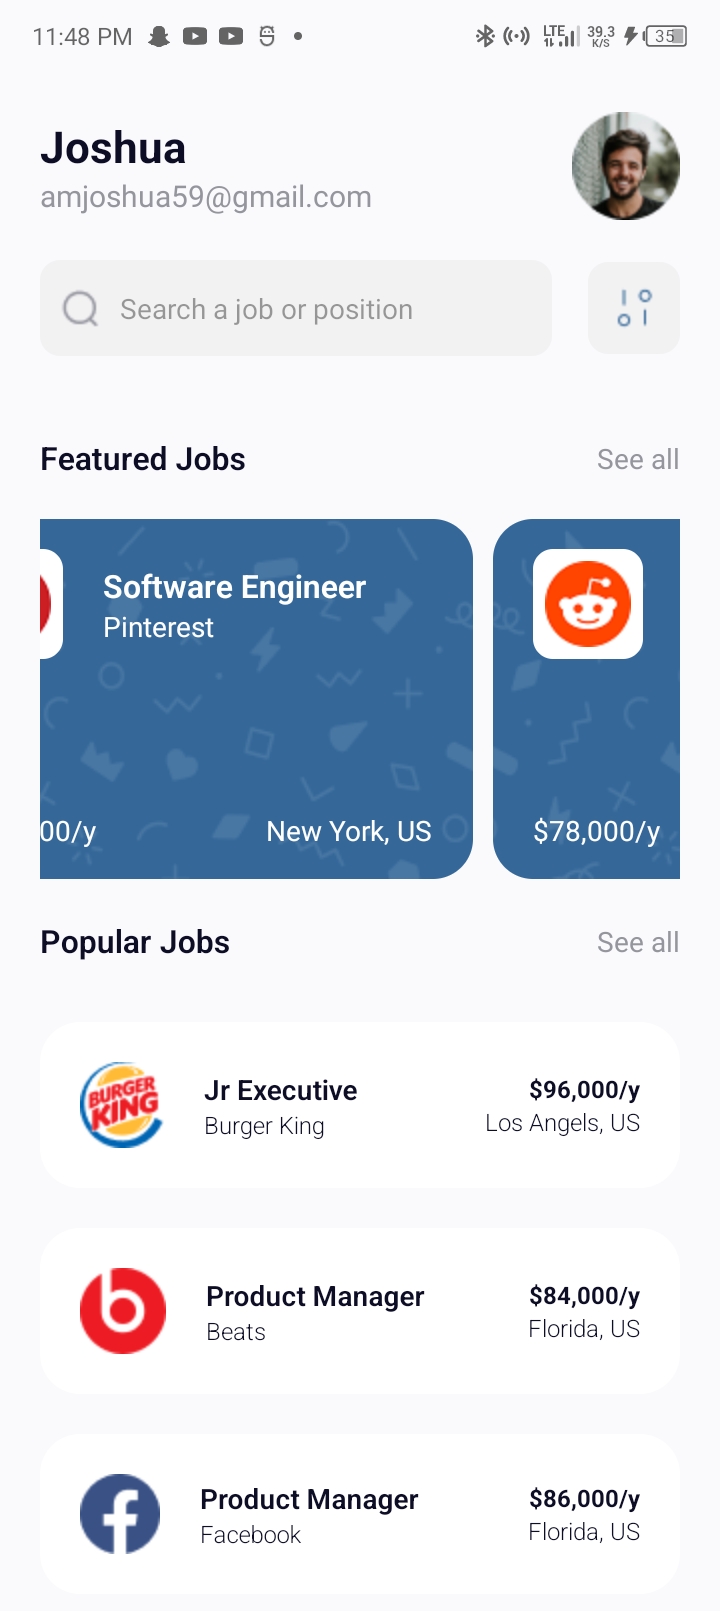 11:48 PM
LTE
39.3
K/S
35
Joshua
amjoshua59@gmail.com
Search a job or position
Featured Jobs
See all
Software Engineer
Pinterest
00/y
New York, US
$78,000/y
Popular Jobs
See all
BURGER
KING
Jr Executive
Burger King
$96,000/y
Los Angels, US
Product Manager
Beats
$84,000/y
Florida, US
Product Manager
Facebook
$86,000/y
Florida, US